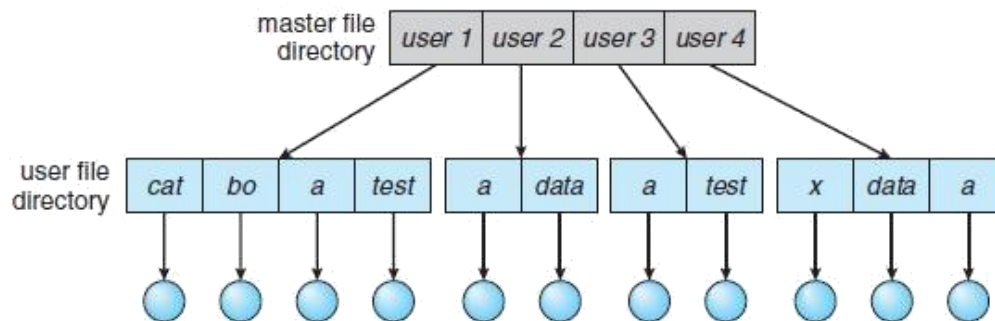 master file
directory
user 1 user 2 user 3 user 4
user file
directory
cat bo a test a data a test x data a